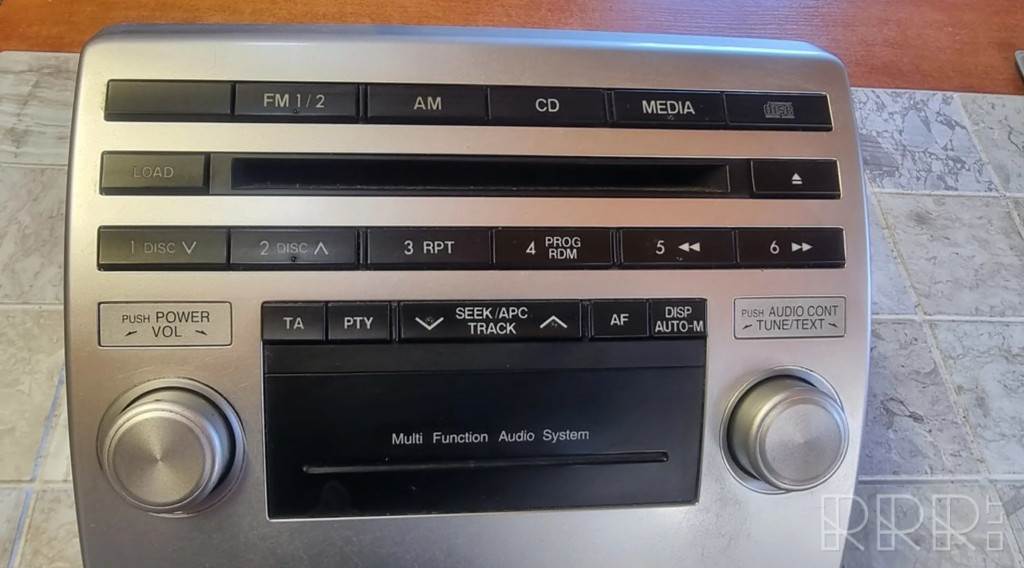 FM 1 / 2 AM CD MEDIA disc
LOAD
1 DISC 2 DISC 3 RPT 4 PROG RDM 5 6
PUSH POWER
VOL
TA PTY SEEK/APC TRACK AF DISP AUTO-M
PUSH AUDIO CONT
TUNE/TEXT
Multi Function Audio System
RRR.LT